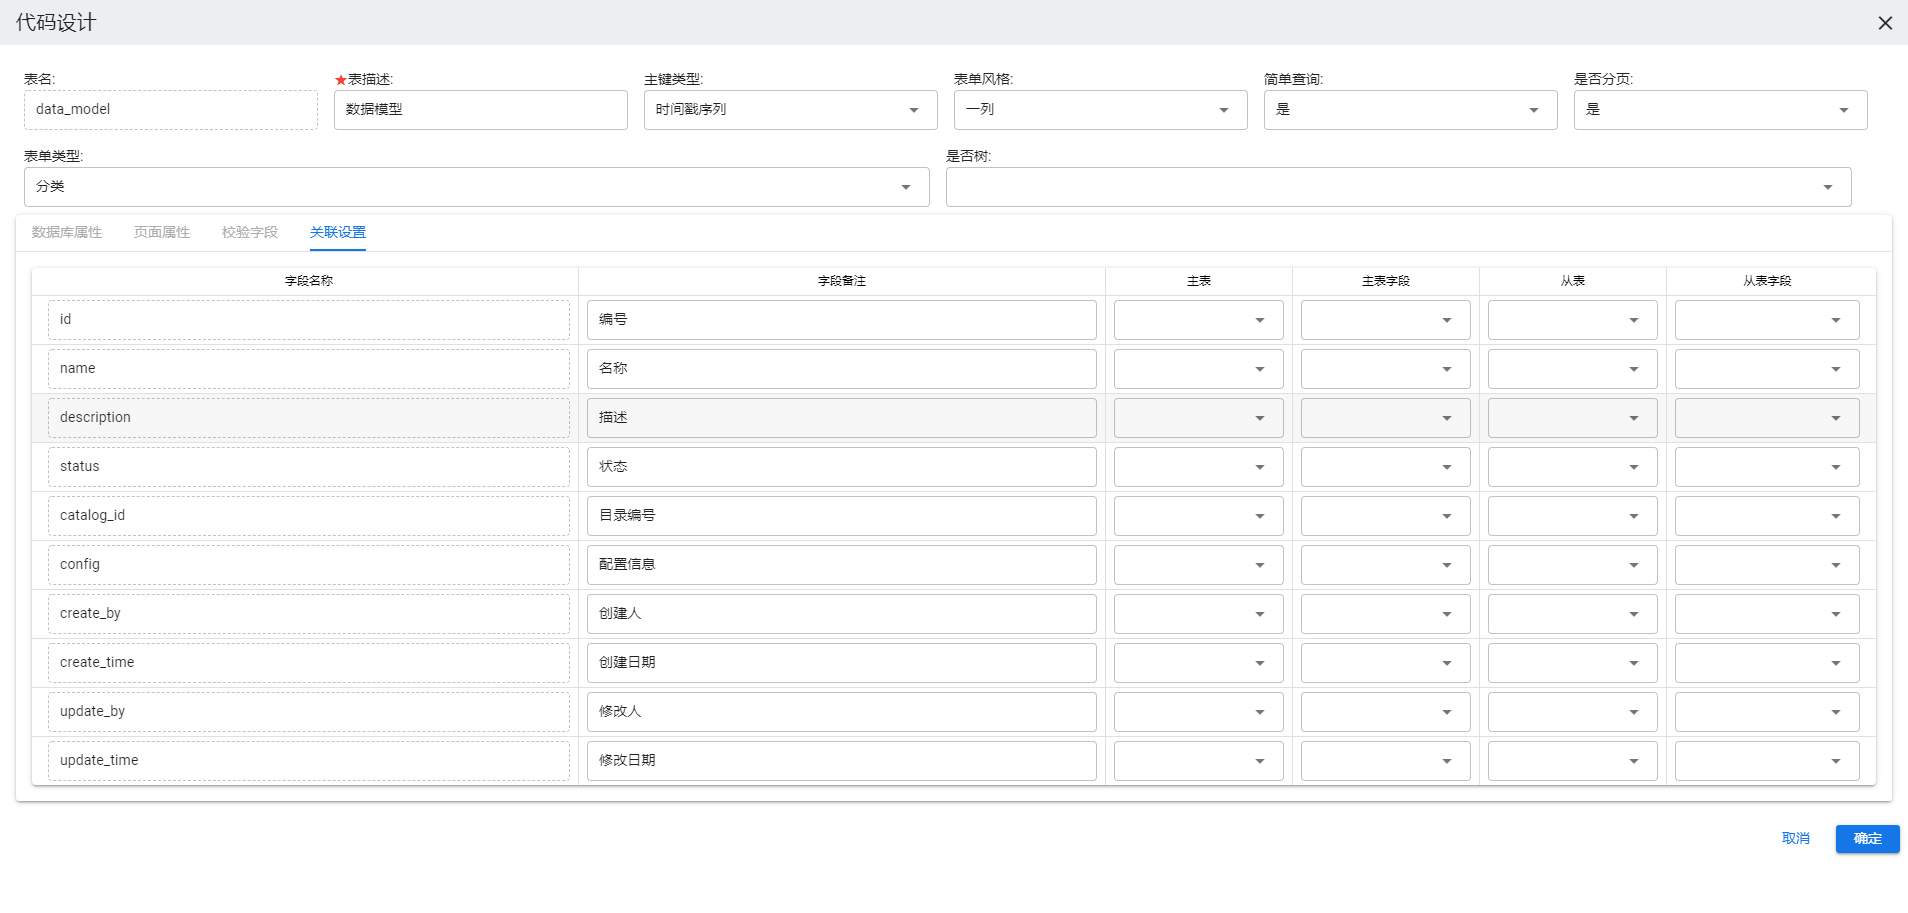 代码设计
表名: ★表描述: 主键类型: 表单风格: 简单查询: 是否分页:
data_model 数据模型 时间戳序列 一列 是 是
表单类型: 是否树:
分类
数据库属性 页面属性 校验字段 关联设置
字段名称 字段备注 主表 主表字段 从表 从表字段
id 编号
name 名称
description 描述
status 状态
catalog_id 目录编号
config 配置信息
create_by 创建人
create_time 创建日期
update_by 修改人
update_time 修改日期
取消 确定